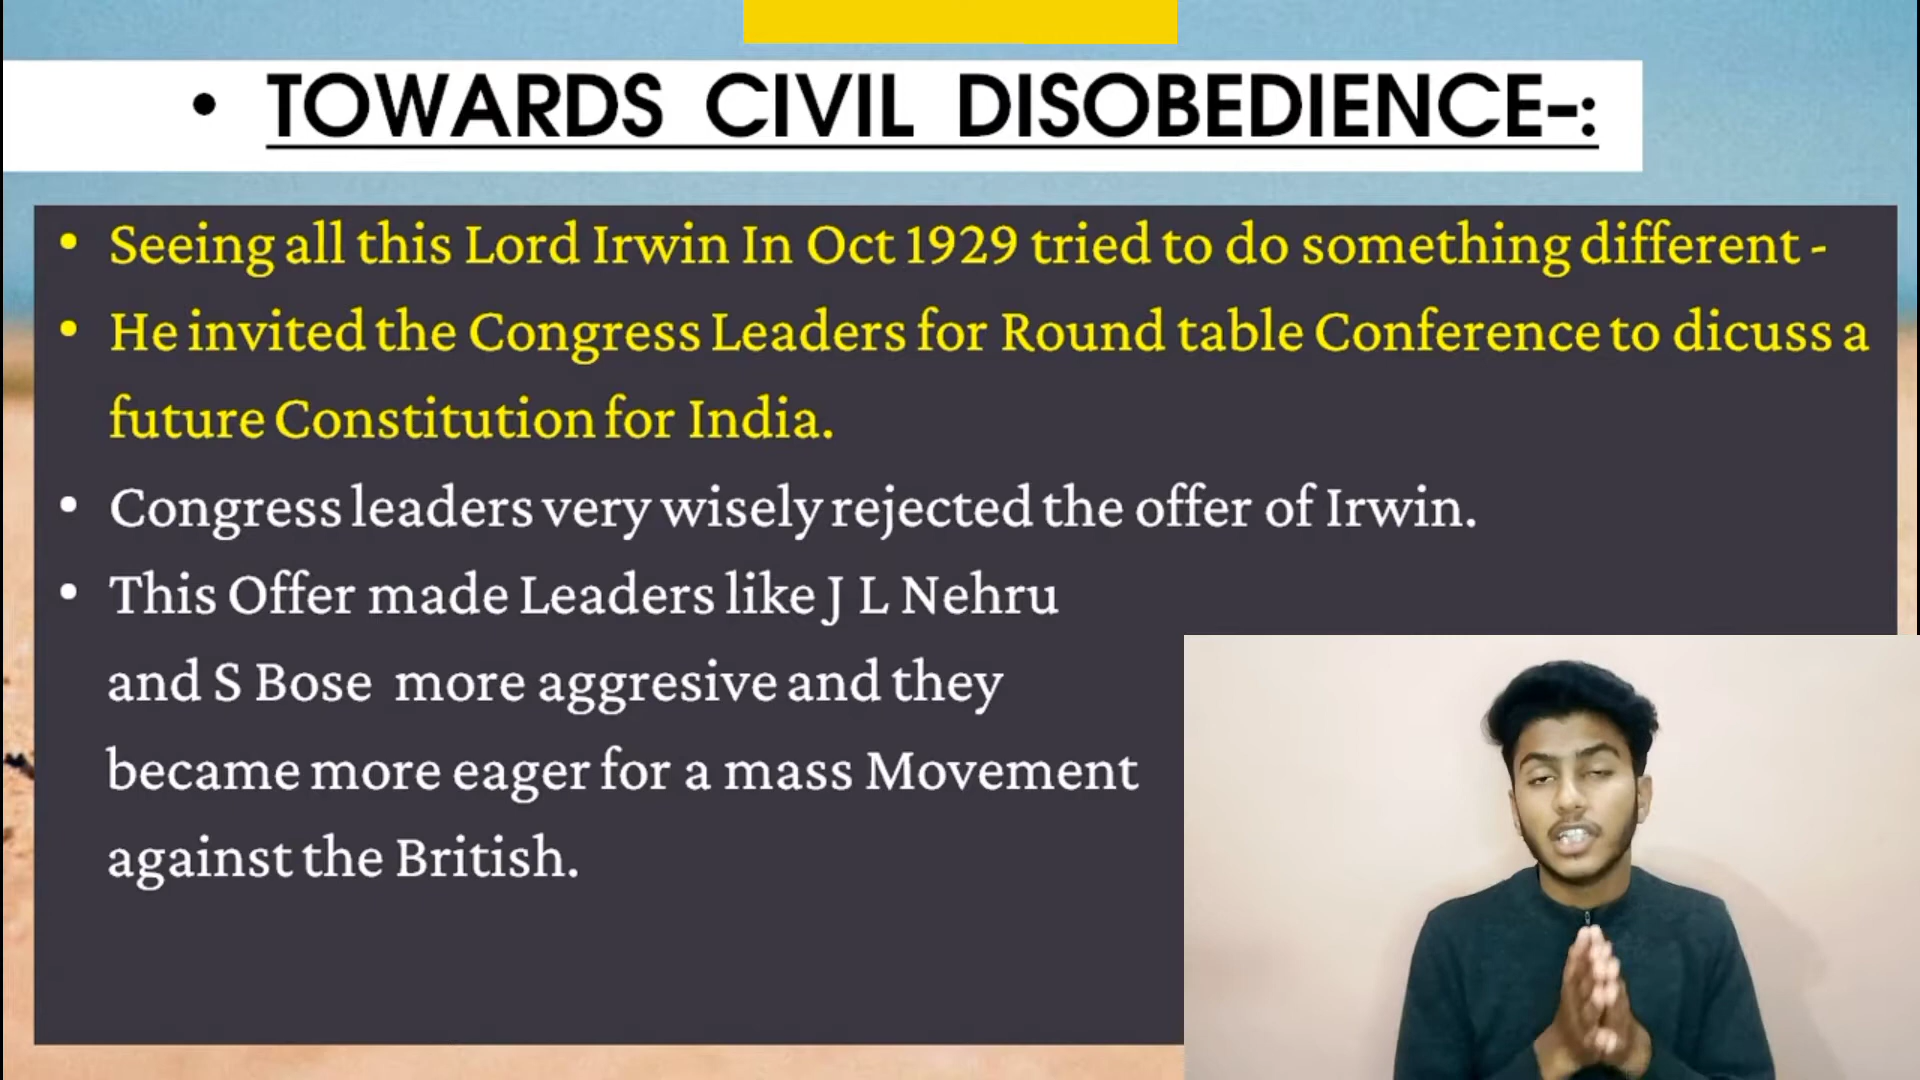 • TOWARDS CIVIL DISOBEDIENCE-:
• Seeing all this Lord Irwin In Oct 1929 tried to do something different -
• He invited the Congress Leaders for Round table Conference to dicuss a
future Constitution for India.
• Congress leaders very wisely rejected the offer of Irwin.
• This Offer made Leaders like J L Nehru
and S Bose more aggresive and they
became more eager for a mass Movement
against the British.